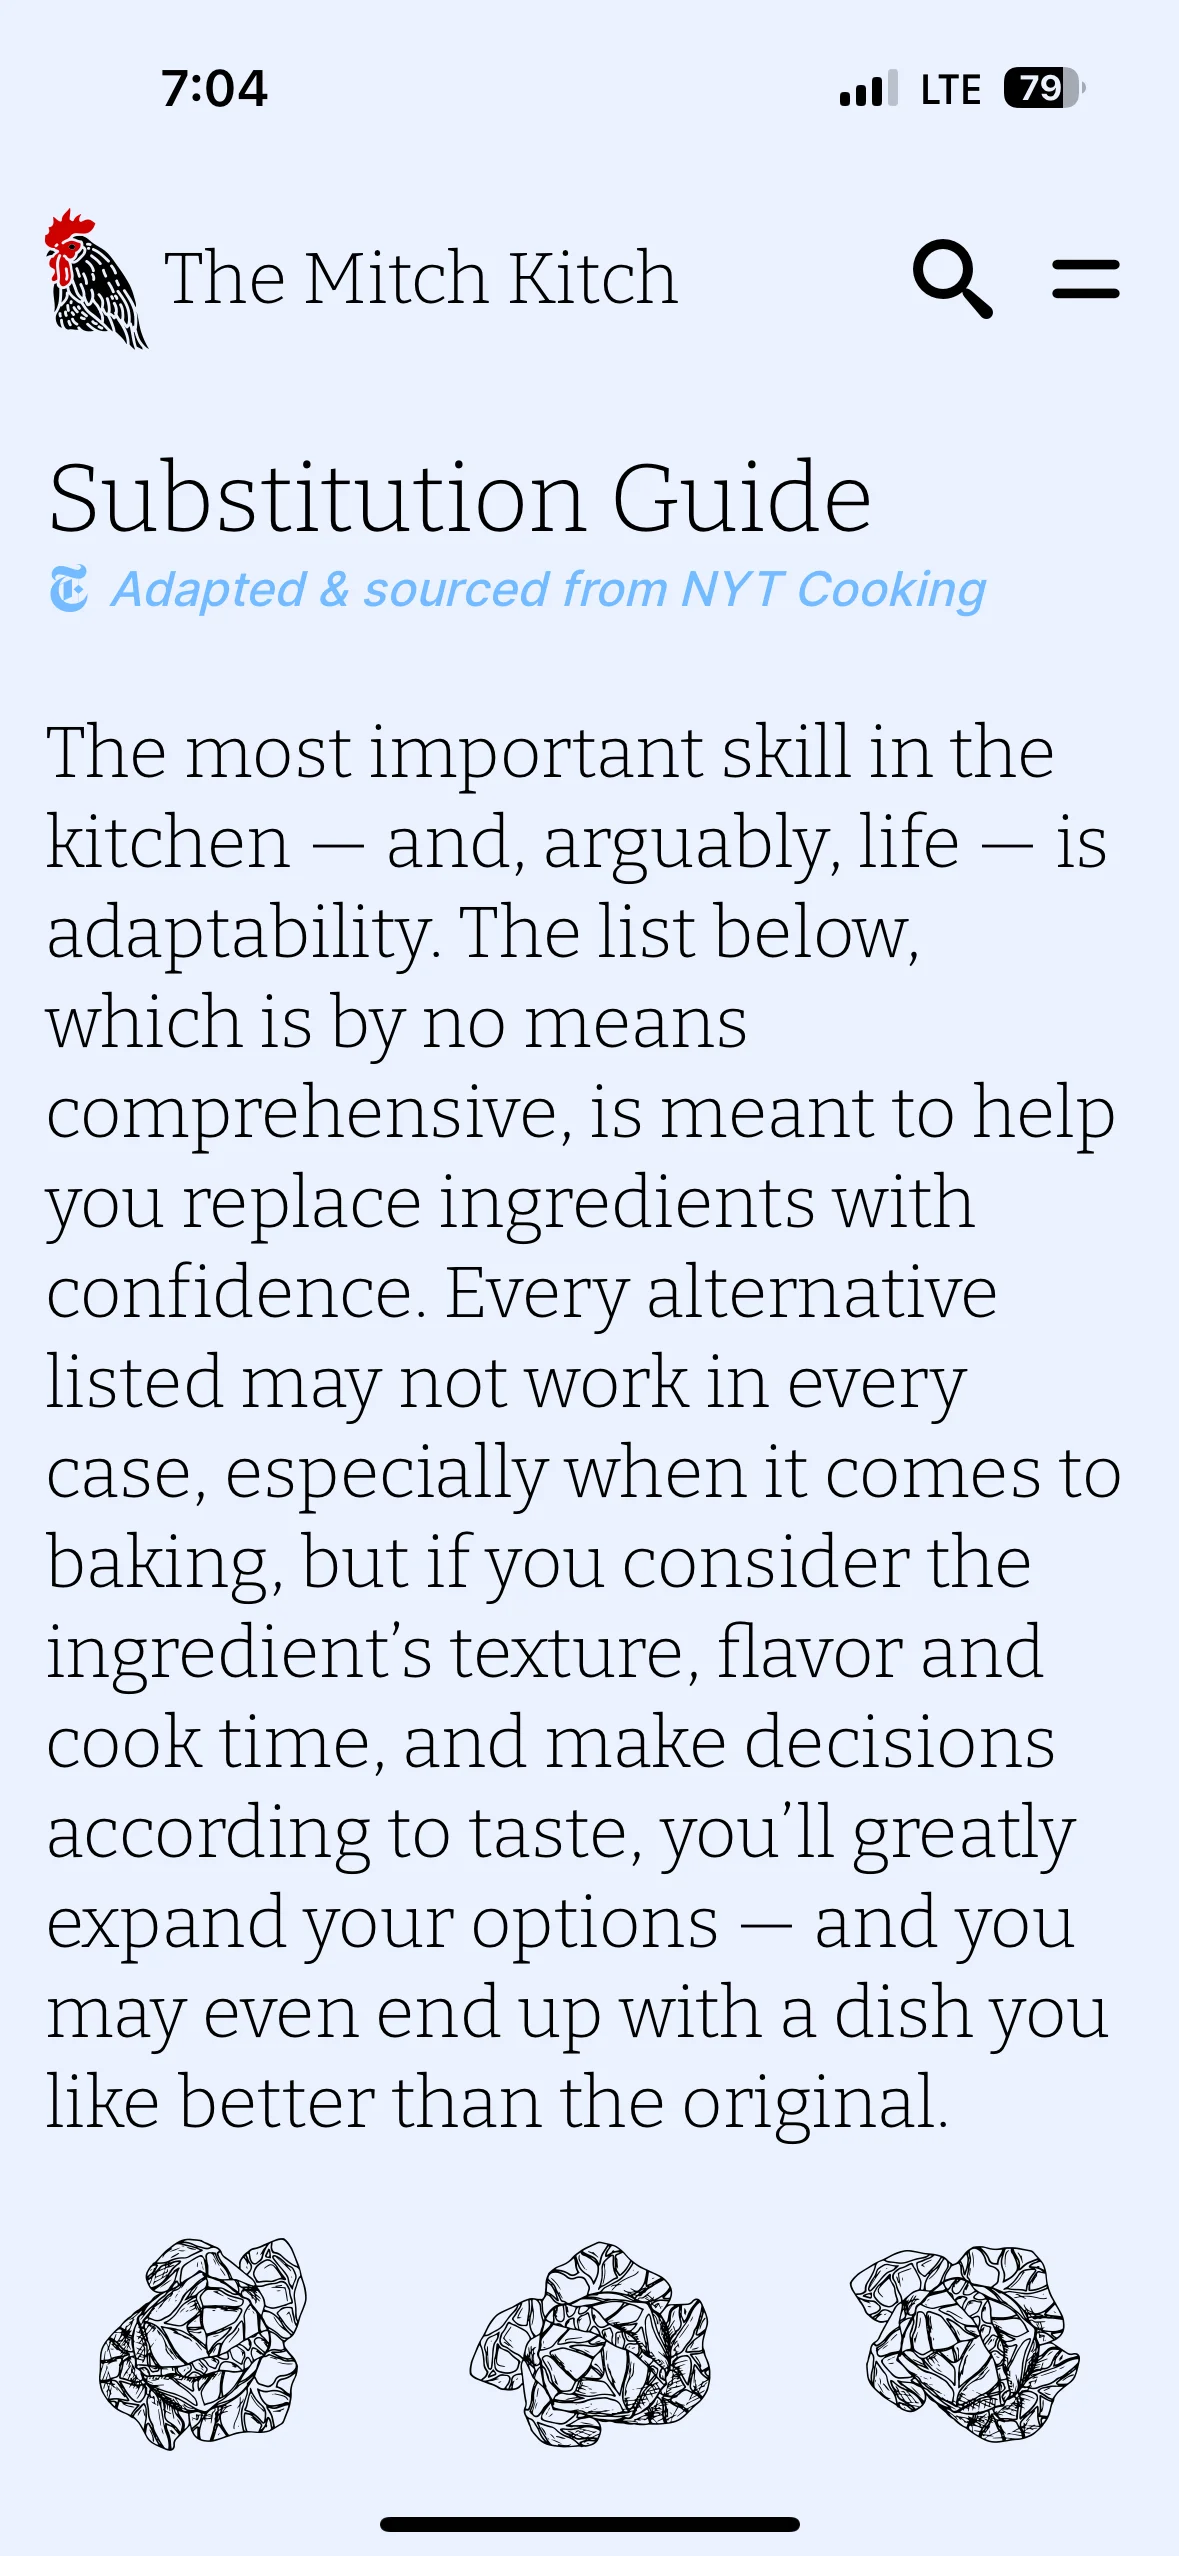 7:04
LTE 79
The Mitch Kitch
Substitution Guide
Adapted & sourced from NYT Cooking
The most important skill in the
kitchen — and, arguably, life — is
adaptability. The list below,
which is by no means
comprehensive, is meant to help
you replace ingredients with
confidence. Every alternative
listed may not work in every
case, especially when it comes to
baking, but if you consider the
ingredient’s texture, flavor and
cook time, and make decisions
according to taste, you’ll greatly
expand your options — and you
may even end up with a dish you
like better than the original.